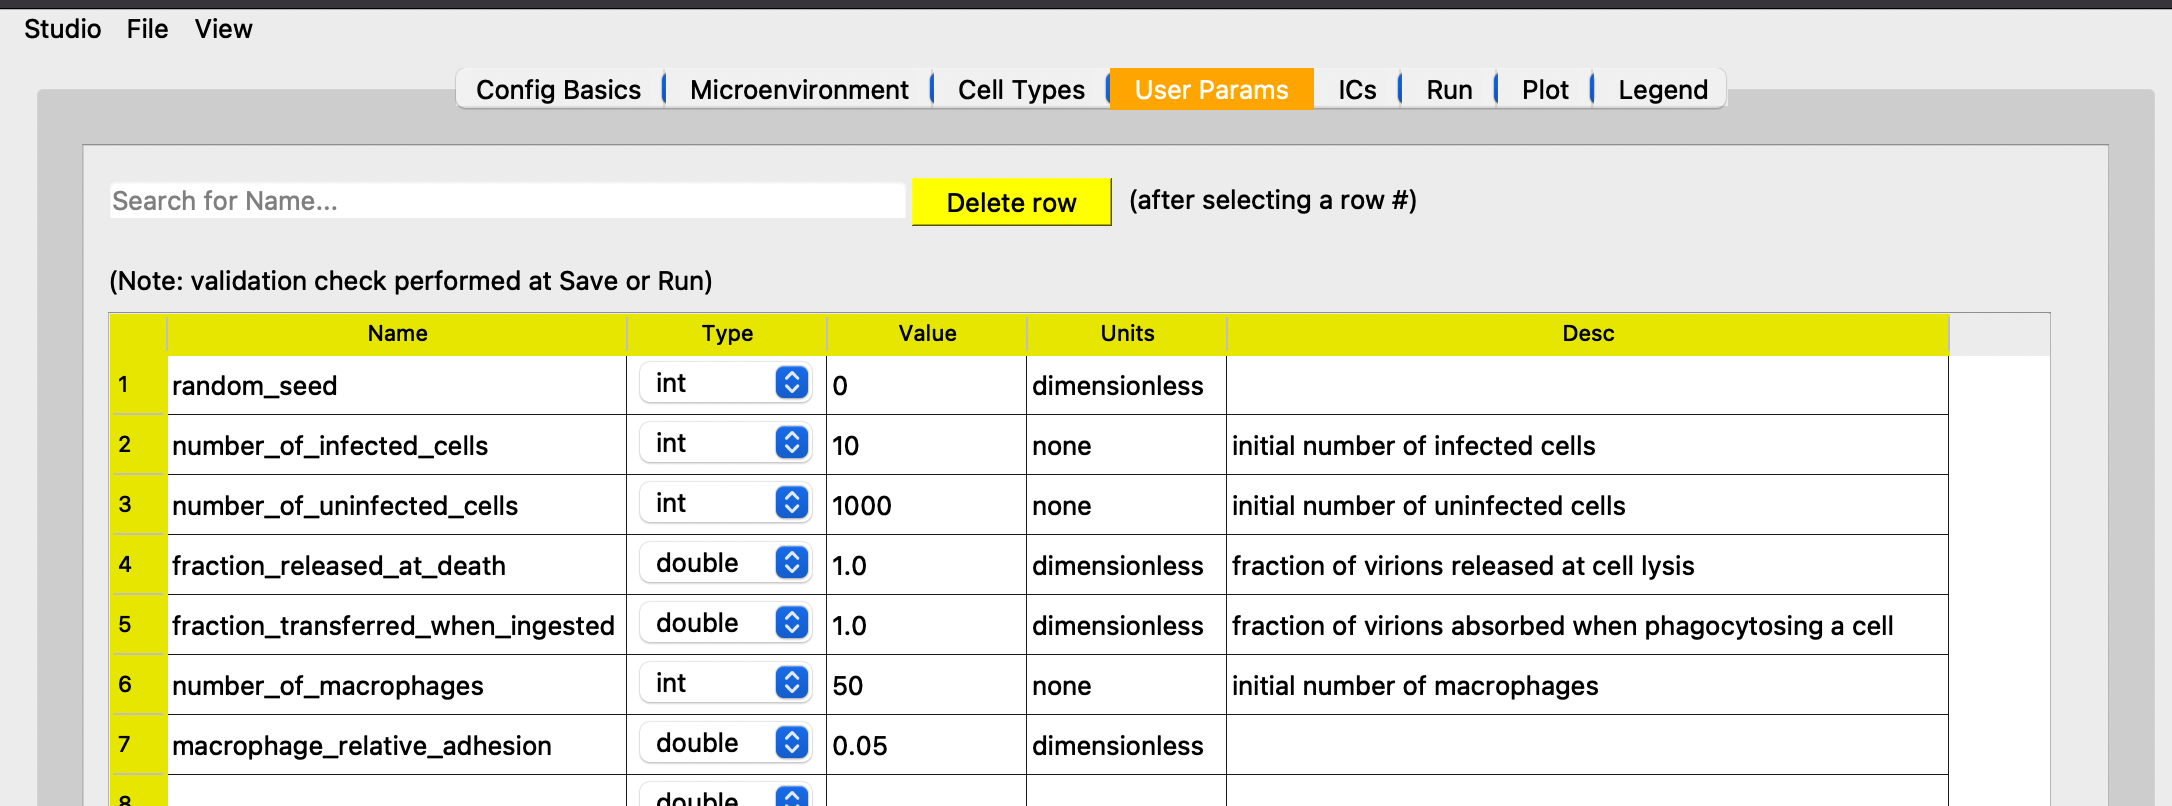 Studio File View
Config Basics Microenvironment Cell Types User Params ICs Run Plot Legend
Search for Name... Delete row (after selecting a row #)
(Note: validation check performed at Save or Run)
Name Type Value Units Desc
1 random_seed int 0 dimensionless
2 number_of_infected_cells int 10 none initial number of infected cells
3 number_of_uninfected_cells int 1000 none initial number of uninfected cells
4 fraction_released_at_death double 1.0 dimensionless fraction of virions released at cell lysis
5 fraction_transferred_when_ingested double 1.0 dimensionless fraction of virions absorbed when phagocytosing a cell
6 number_of_macrophages int 50 none initial number of macrophages
7 macrophage_relative_adhesion double 0.05 dimensionless
8 double